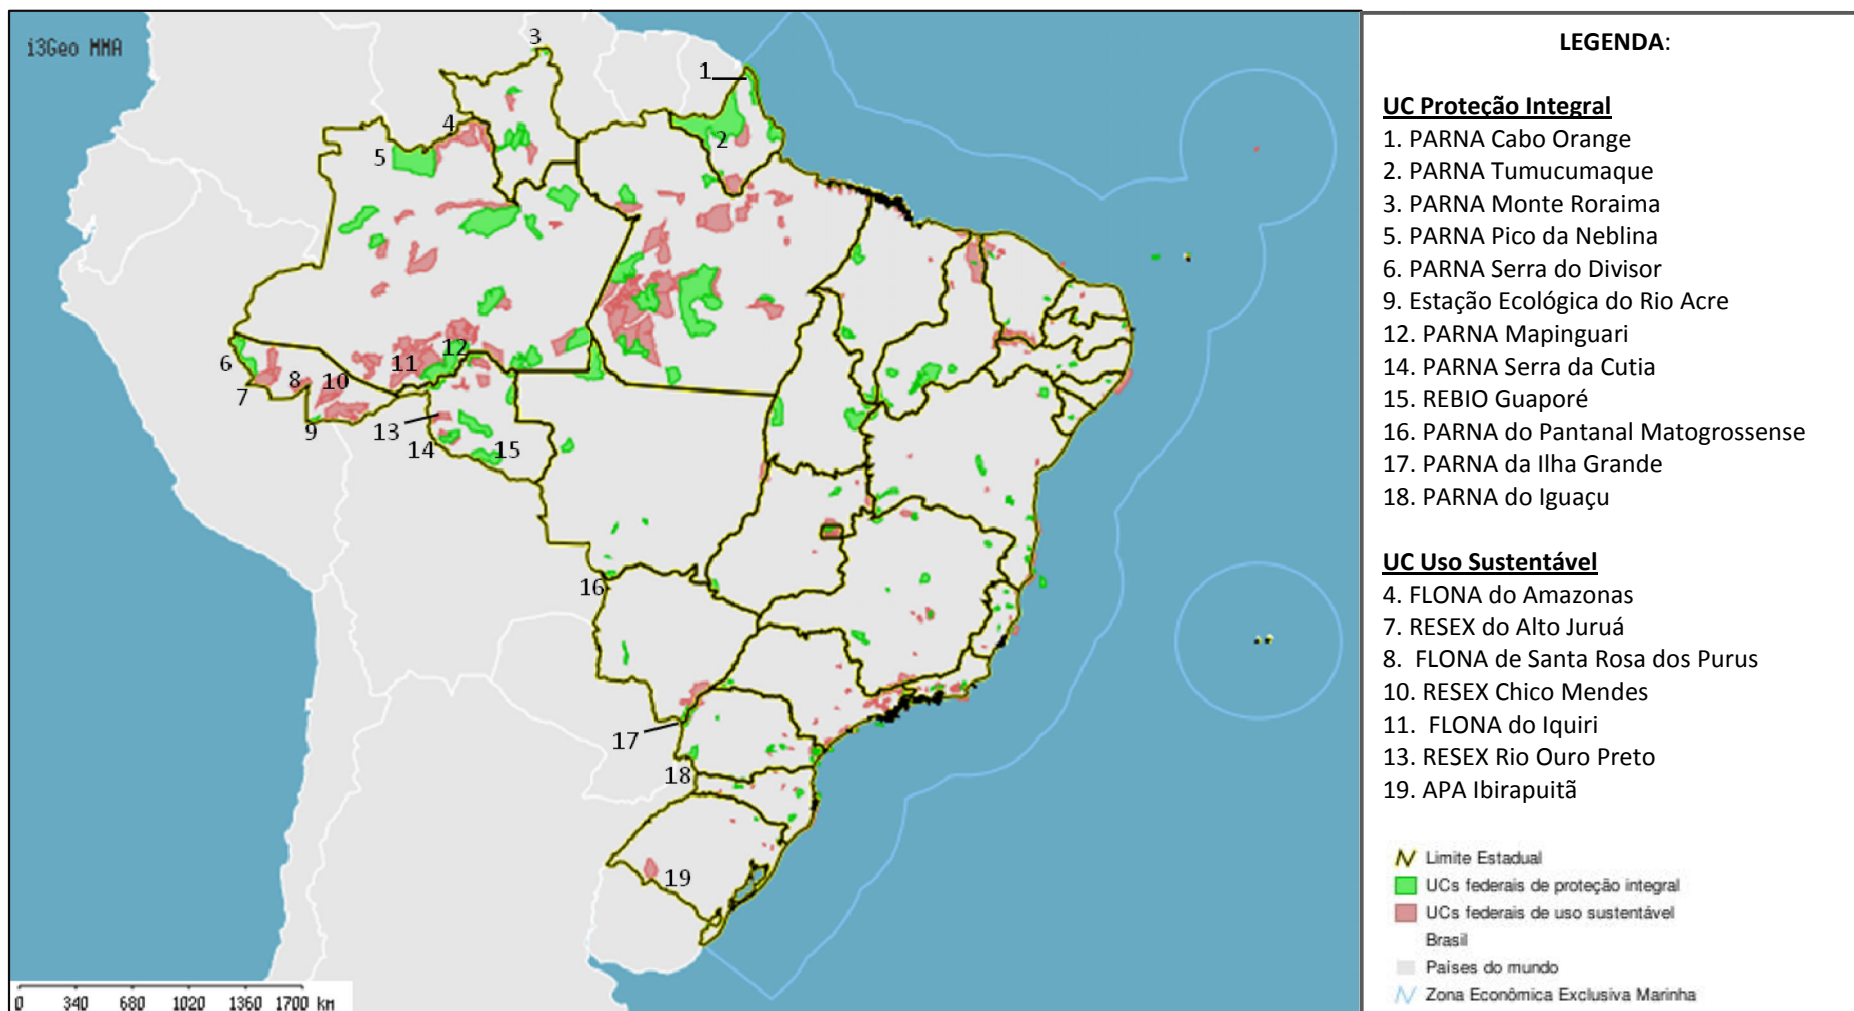 i3Geo MMA
3
1
4
2
5
12
6
11
10
8
7
9
13
14
15
16
17
18
19
0 340 680 1020 1360 1700 km
LEGENDA:
UC Proteção Integral
1. PARNA Cabo Orange
2. PARNA Tumucumaque
3. PARNA Monte Roraima
5. PARNA Pico da Neblina
6. PARNA Serra do Divisor
9. Estação Ecológica do Rio Acre
12. PARNA Mapinguari
14. PARNA Serra da Cutia
15. REBIO Guaporé
16. PARNA do Pantanal Matogrossense
17. PARNA da Ilha Grande
18. PARNA do Iguaçu
UC Uso Sustentável
4. FLONA do Amazonas
7. RESEX do Alto Juruá
8. FLONA de Santa Rosa dos Purus
10. RESEX Chico Mendes
11. FLONA do Iquiri
13. RESEX Rio Ouro Preto
19. APA Ibirapuitã
Limite Estadual
UCs federais de proteção integral
UCs federais de uso sustentável
Brasil
Países do mundo
Zona Econômica Exclusiva Marinha